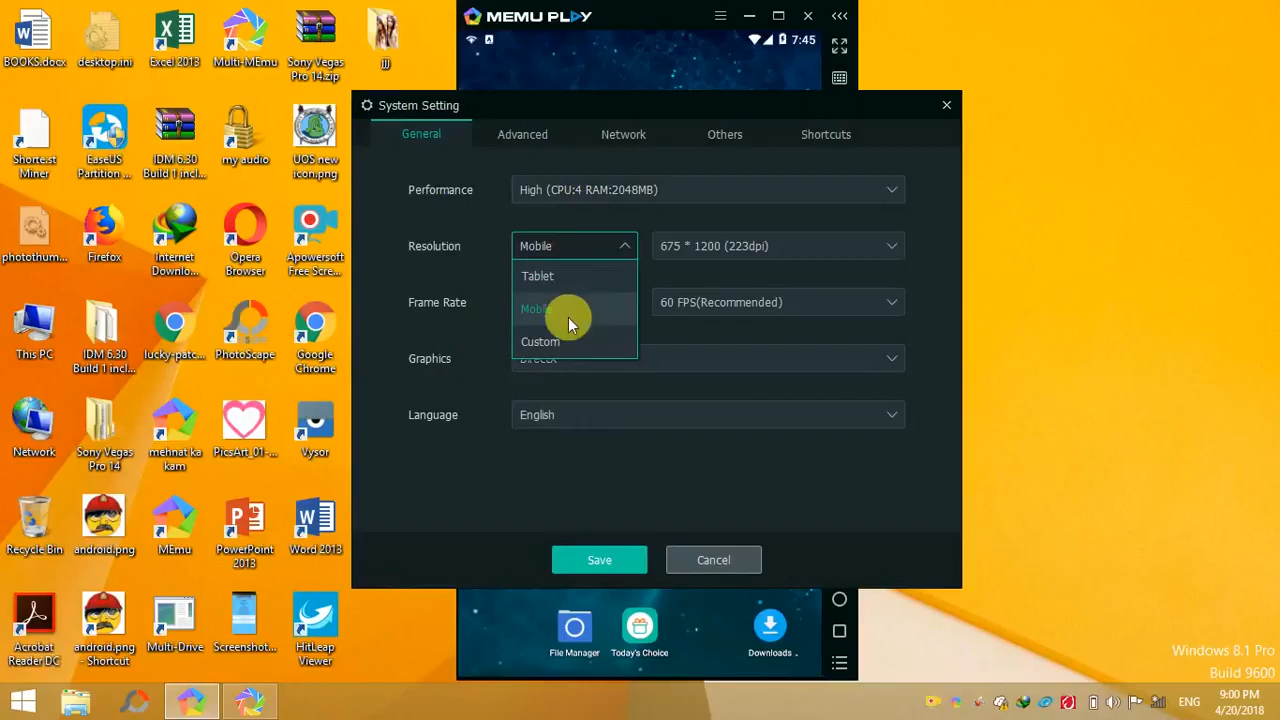 BOOKS.docx
desktop.ini
Excel 2013
Multi-MEmu
Sony Vegas
Pro 14.zip
jjj
MEMU PLAY
7:45
Shorte.st
Miner
EaseUS
Partition ...
IDM 6.30
Build 1 incl...
my audio
UOS new
icon.png
photothum...
Firefox
Internet
Downlo...
Opera
Browser
Apowersoft
Free Scre...
This PC
IDM 6.30
Build 1 incl...
lucky-patc...
PhotoScape
Google
Chrome
Network
Sony Vegas
Pro 14
mehnat ka
kam
PicsArt_01-...
Vysor
Recycle Bin
android.png
MEmu
PowerPoint
2013
Word 2013
Acrobat
Reader DC
android.png
- Shortcut
Multi-Drive
Screenshot...
HitLeap
Viewer
System Setting
General
Advanced
Network
Others
Shortcuts
Performance
High (CPU:4 RAM:2048MB)
Resolution
Mobile
675 * 1200 (223dpi)
Tablet
Mobile
Custom
Frame Rate
60 FPS(Recommended)
Graphics
DirectX
Language
English
Save
Cancel
File Manager
Today's Choice
Downloads
Windows 8.1 Pro
Build 9600
ENG
9:00 PM
4/20/2018